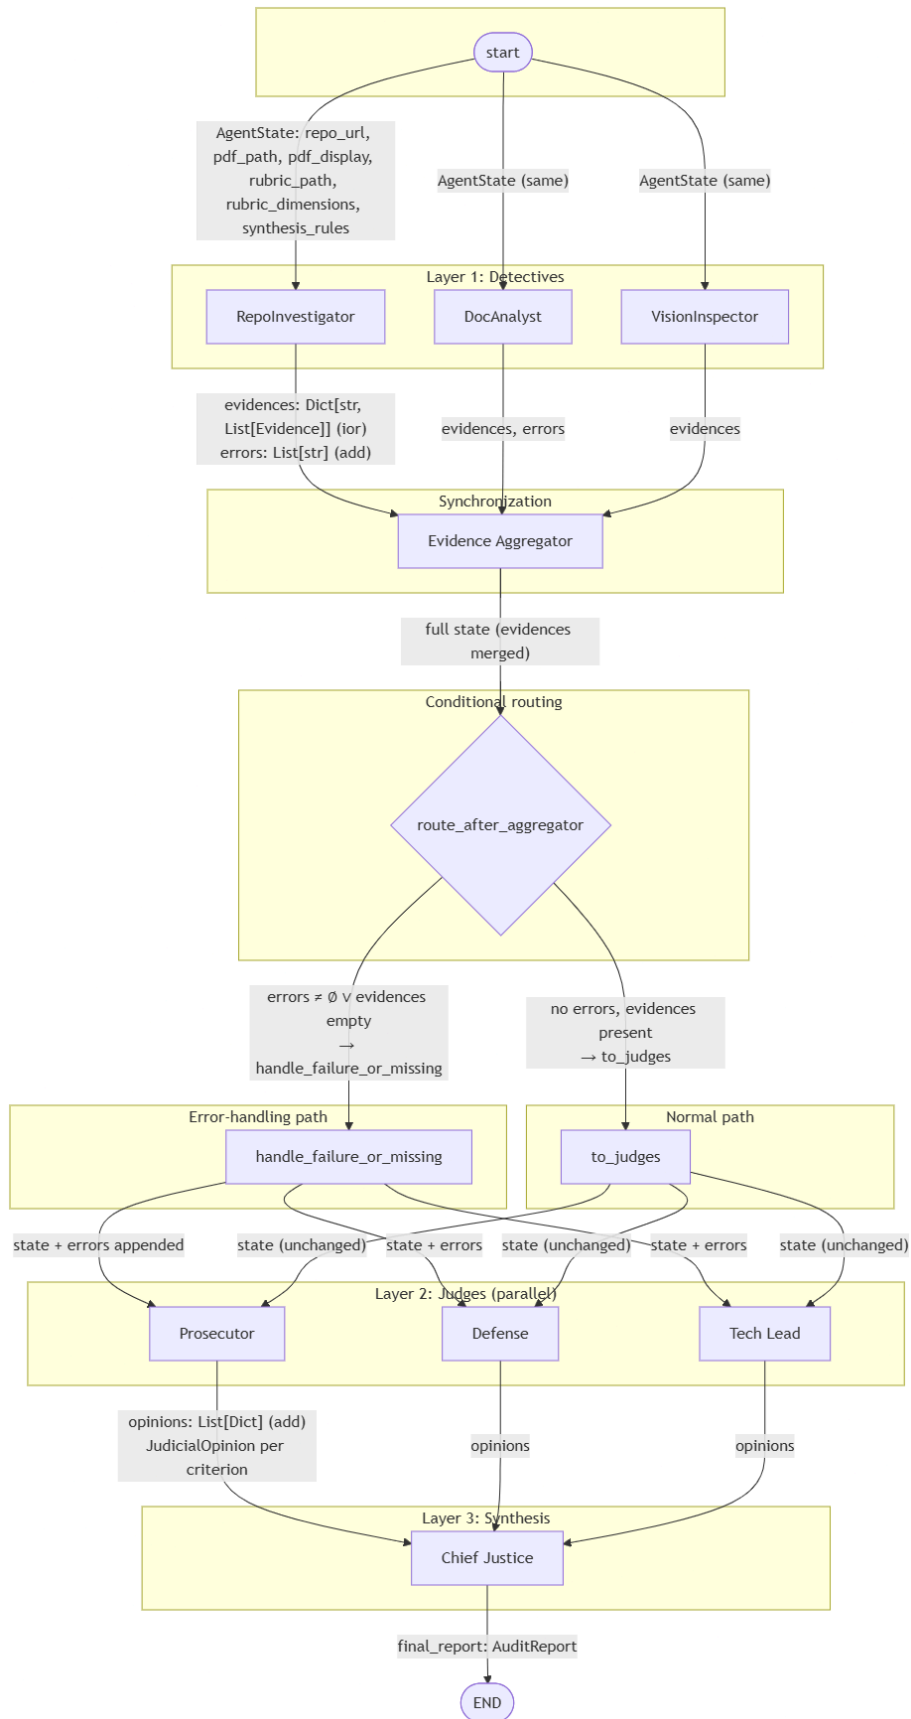 start
AgentState: repo_url,
pdf_path, pdf_display,
rubric_path,
rubric_dimensions,
synthesis_rules
AgentState (same)
AgentState (same)
Layer 1: Detectives
RepoInvestigator
DocAnalyst
VisionInspector
evidences: Dict[str,
List[Evidence]] (ior)
errors: List[str] (add)
evidences, errors
evidences
Synchronization
Evidence Aggregator
full state (evidences
merged)
Conditional routing
route_after_aggregator
errors ≠ ∅ ∨ evidences
empty
→
handle_failure_or_missing
no errors, evidences
present
→ to_judges
Error-handling path
handle_failure_or_missing
Normal path
to_judges
state + errors appended
state (unchanged)
state + errors
state (unchanged)
state + errors
state (unchanged)
Layer 2: Judges (parallel)
Prosecutor
Defense
Tech Lead
opinions: List[Dict] (add)
JudicialOpinion per
criterion
opinions
opinions
Layer 3: Synthesis
Chief Justice
final_report: AuditReport
END